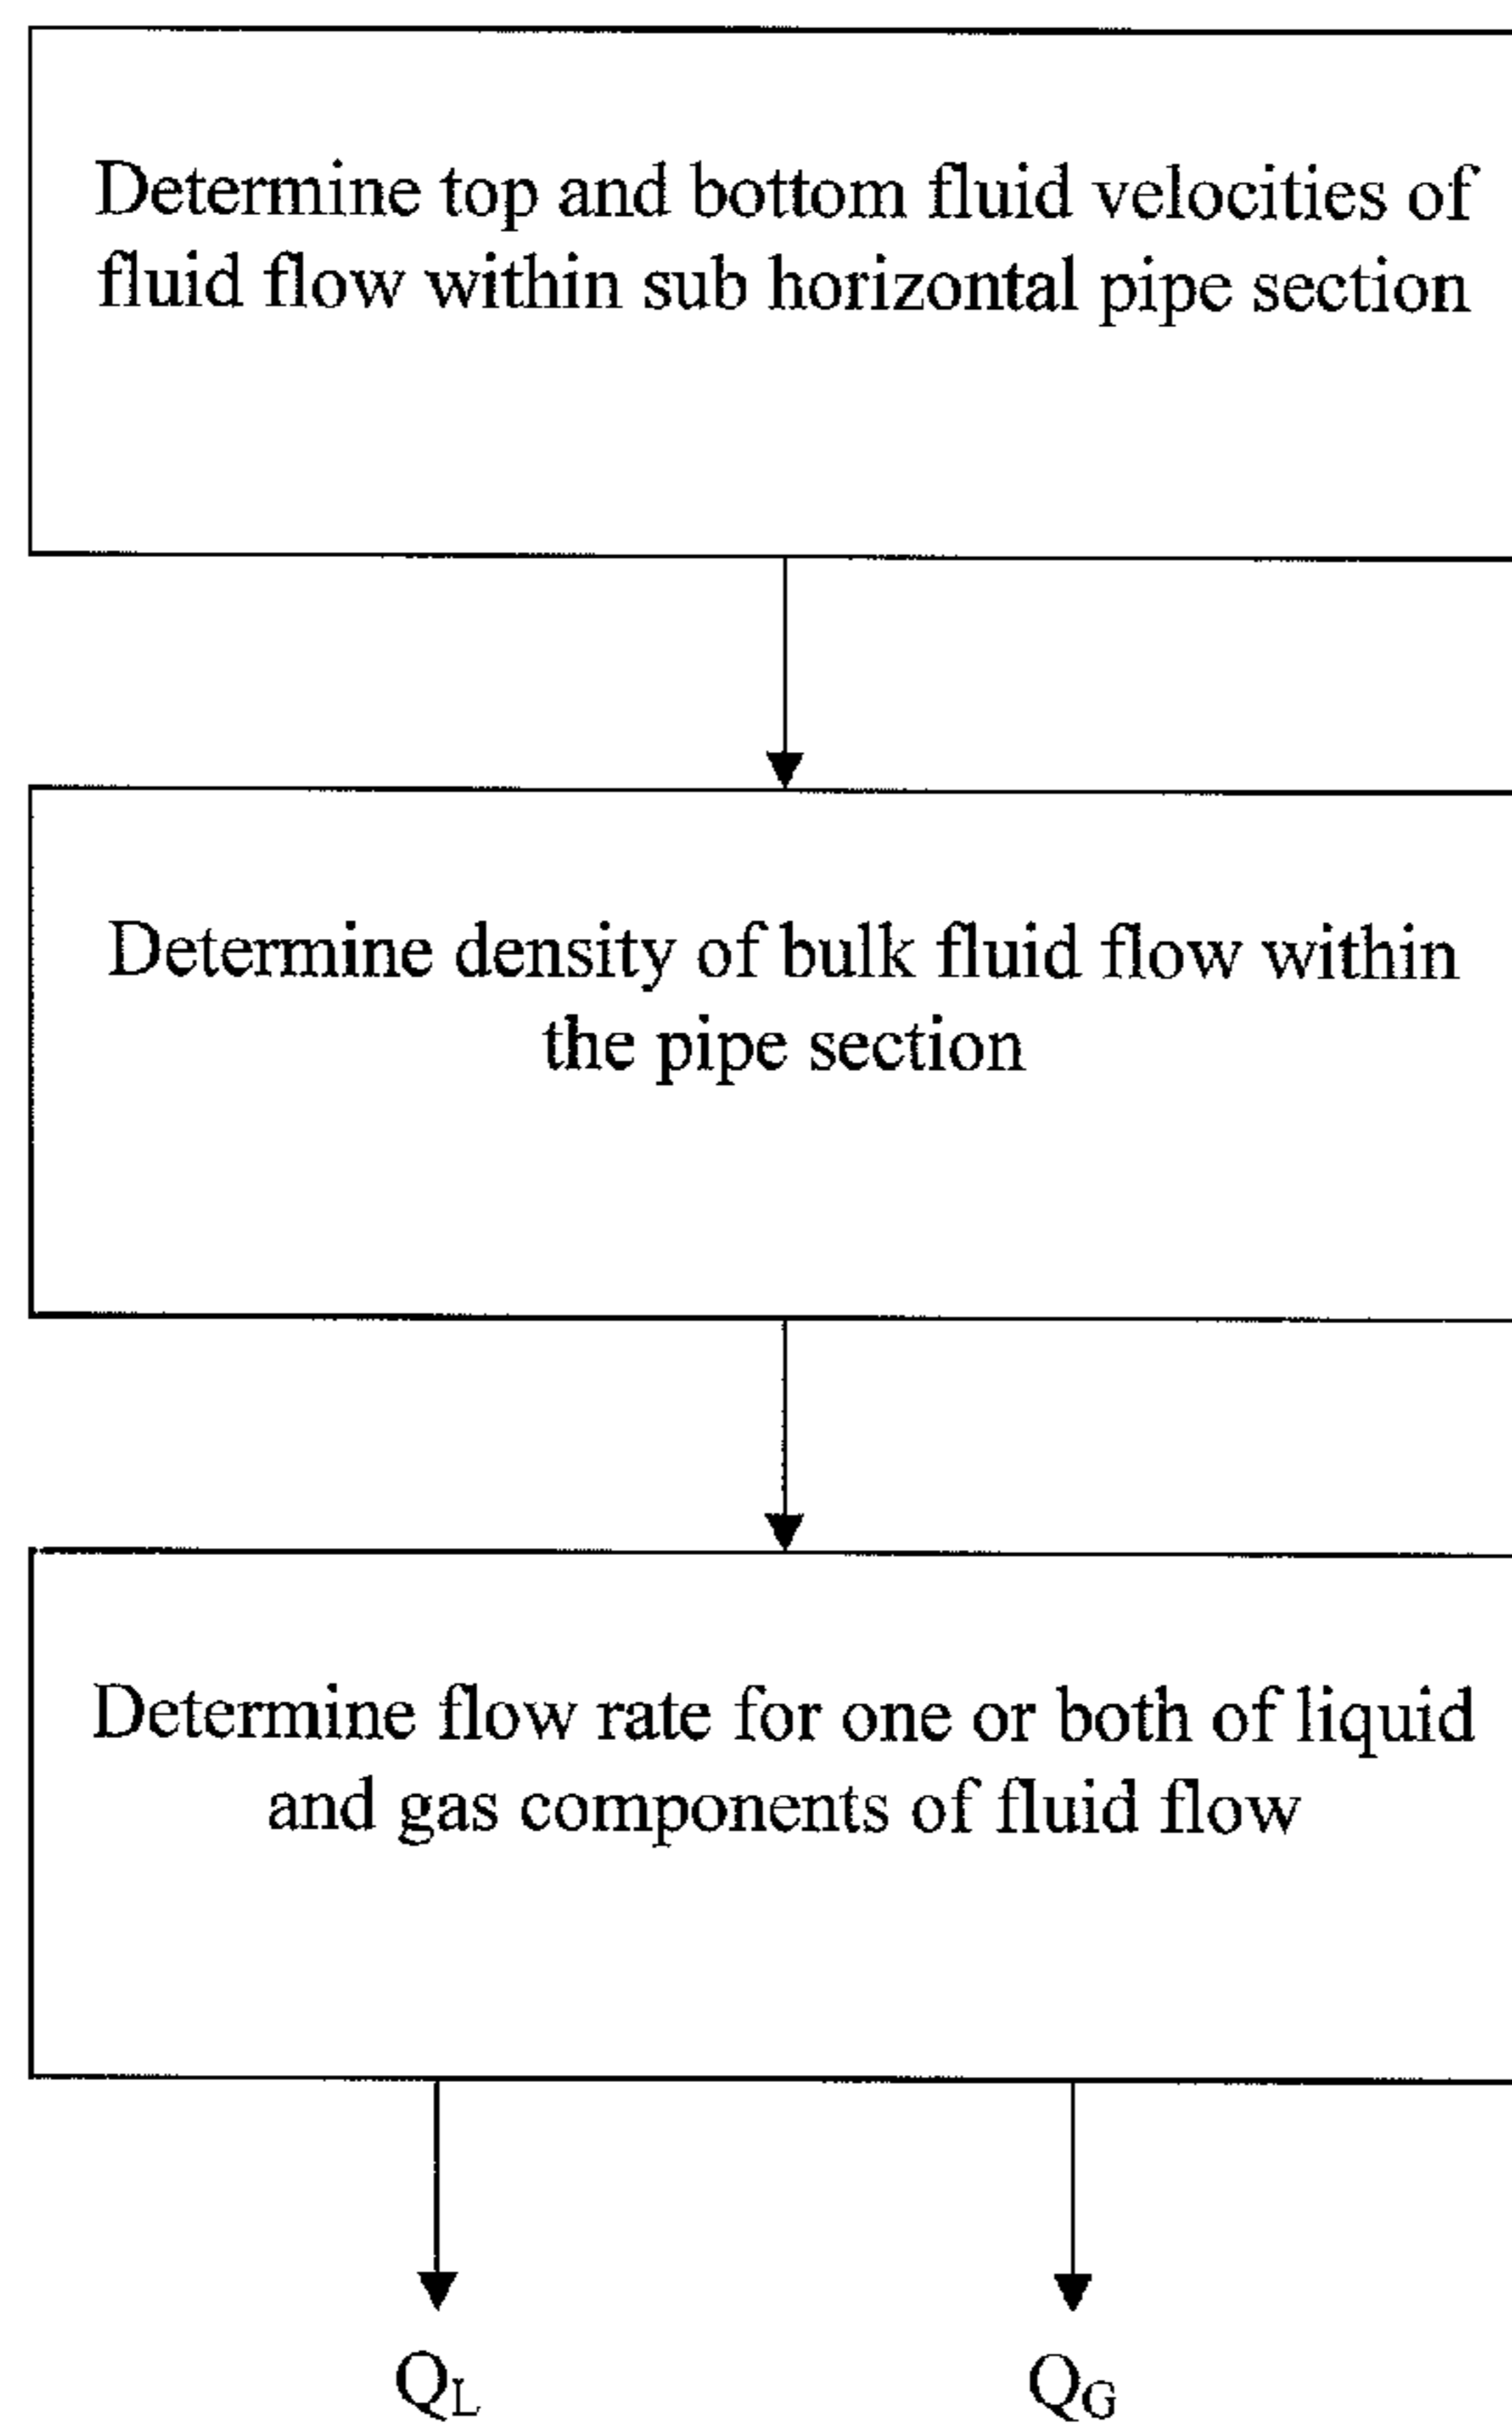 Determine top and bottom fluid velocities of
fluid flow within sub horizontal pipe section
Determine density of bulk fluid flow within
the pipe section
Determine flow rate for one or both of liquid
and gas components of fluid flow
Q_L Q_G